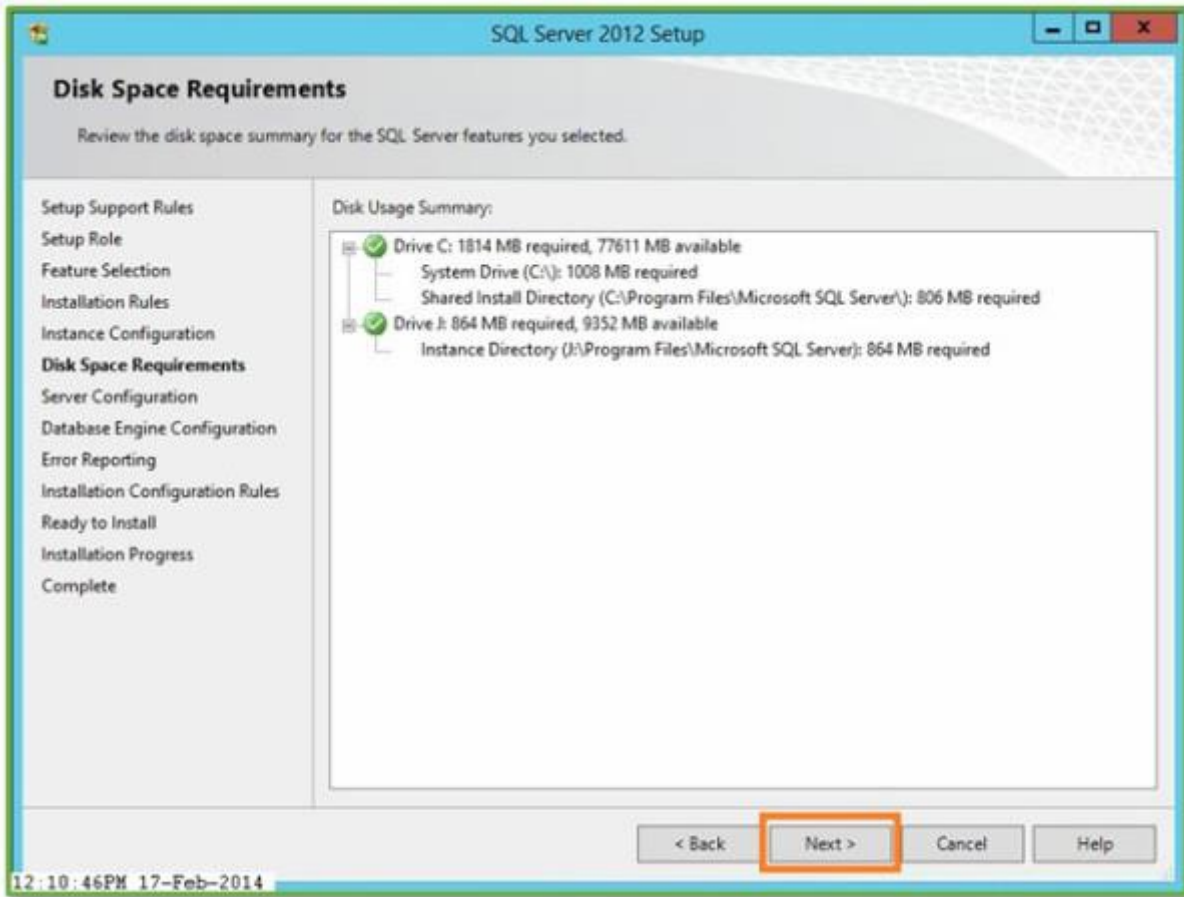 SQL Server 2012 Setup
Disk Space Requirements
Review the disk space summary for the SQL Server features you selected.
Setup Support Rules
Setup Role
Feature Selection
Installation Rules
Instance Configuration
Disk Space Requirements
Server Configuration
Database Engine Configuration
Error Reporting
Installation Configuration Rules
Ready to Install
Installation Progress
Complete
Disk Usage Summary:
Drive C: 1814 MB required, 77611 MB available
System Drive (C:\): 1008 MB required
Shared Install Directory (C:\Program Files\Microsoft SQL Server\): 806 MB required
Drive J: 864 MB required, 9352 MB available
Instance Directory (J:\Program Files\Microsoft SQL Server): 864 MB required
< Back
Next >
Cancel
Help
12:10:46PM 17-Feb-2014